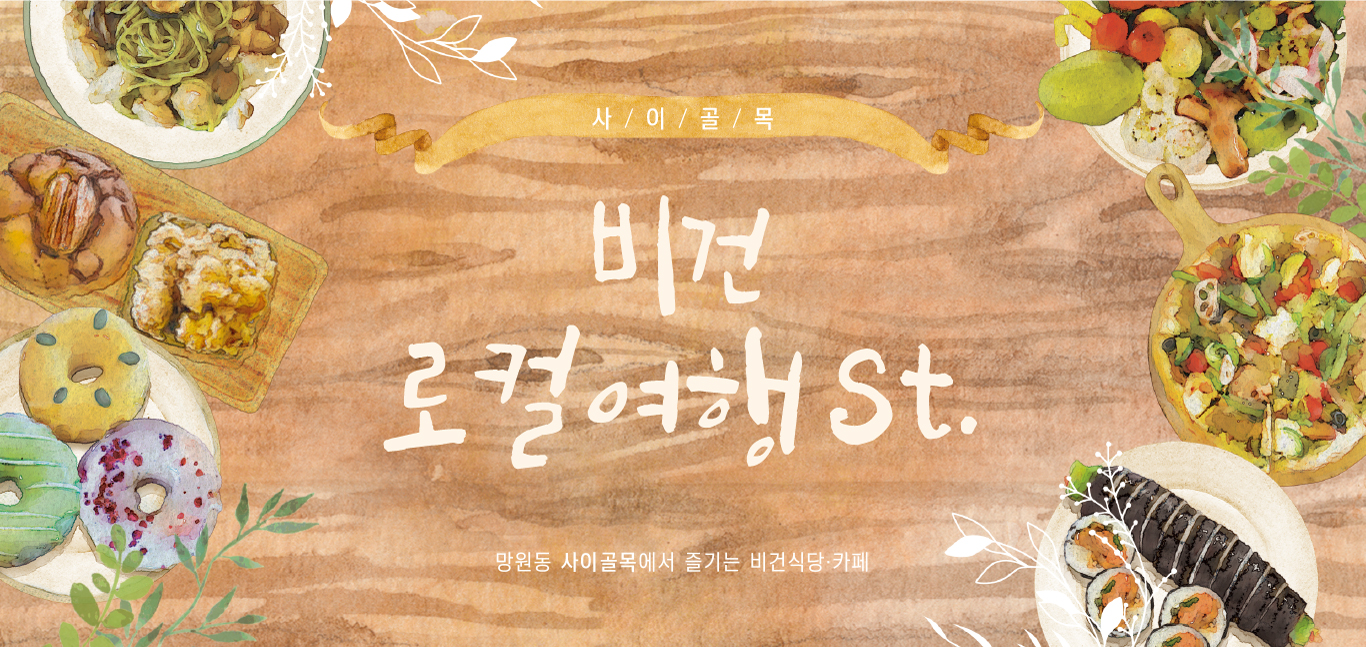 사 / 이 / 골 / 목
비건
로컬여행 St.
망원동 사이골목에서 즐기는 비건식당·카페